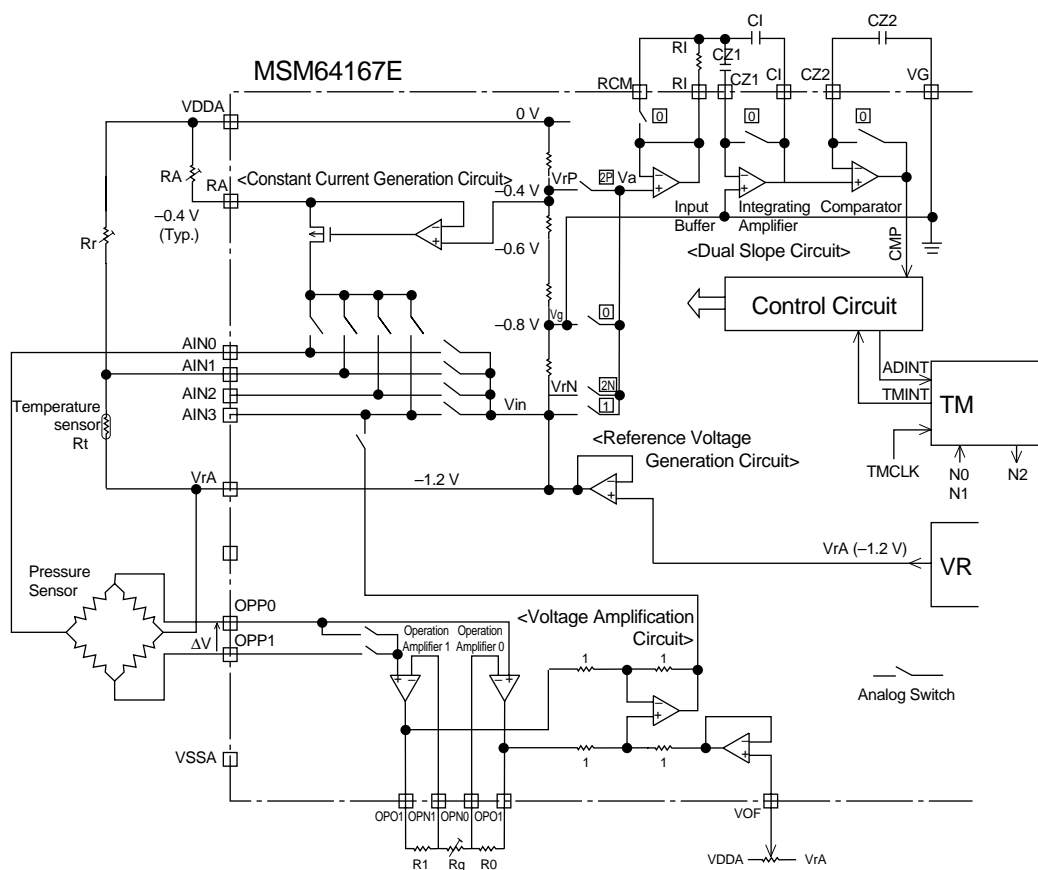 CI
CZ2
RI
CZ1
MSM64167E
RCM
RI
CZ1
CI
CZ2
VG
VDDA
0 V
0
0
0
RA
RA
<Constant Current Generation Circuit>
VrP
2P
Va
–0.4 V
–0.4 V
(Typ.)
Input
Buffer
Integrating
Amplifier
Comparator
Rr
–0.6 V
<Dual Slope Circuit>
CMP
Control Circuit
Vg
0
–0.8 V
AIN0
AIN1
AIN2
AIN3
ADINT
TMINT
TM
VrN
2N
1
Vin
Temperature
sensor
Rt
<Reference Voltage
Generation Circuit>
TMCLK
N0
N1
N2
VrA
–1.2 V
VrA (–1.2 V)
VR
Pressure
Sensor
OPP0
ΔV
OPP1
Operation
Amplifier 1
Operation
Amplifier 0
<Voltage Amplification
Circuit>
1
1
Analog Switch
1
1
VSSA
OPO1
OPN1
OPN0
OPO1
VOF
R1
Rg
R0
VDDA
VrA